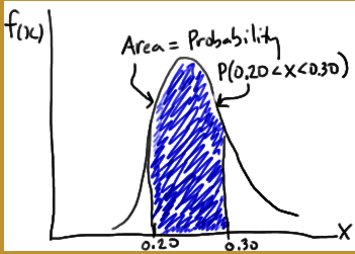 f(x)
Area = Probability
P(0.20 < x < 0.30)
X
0.20
0.30